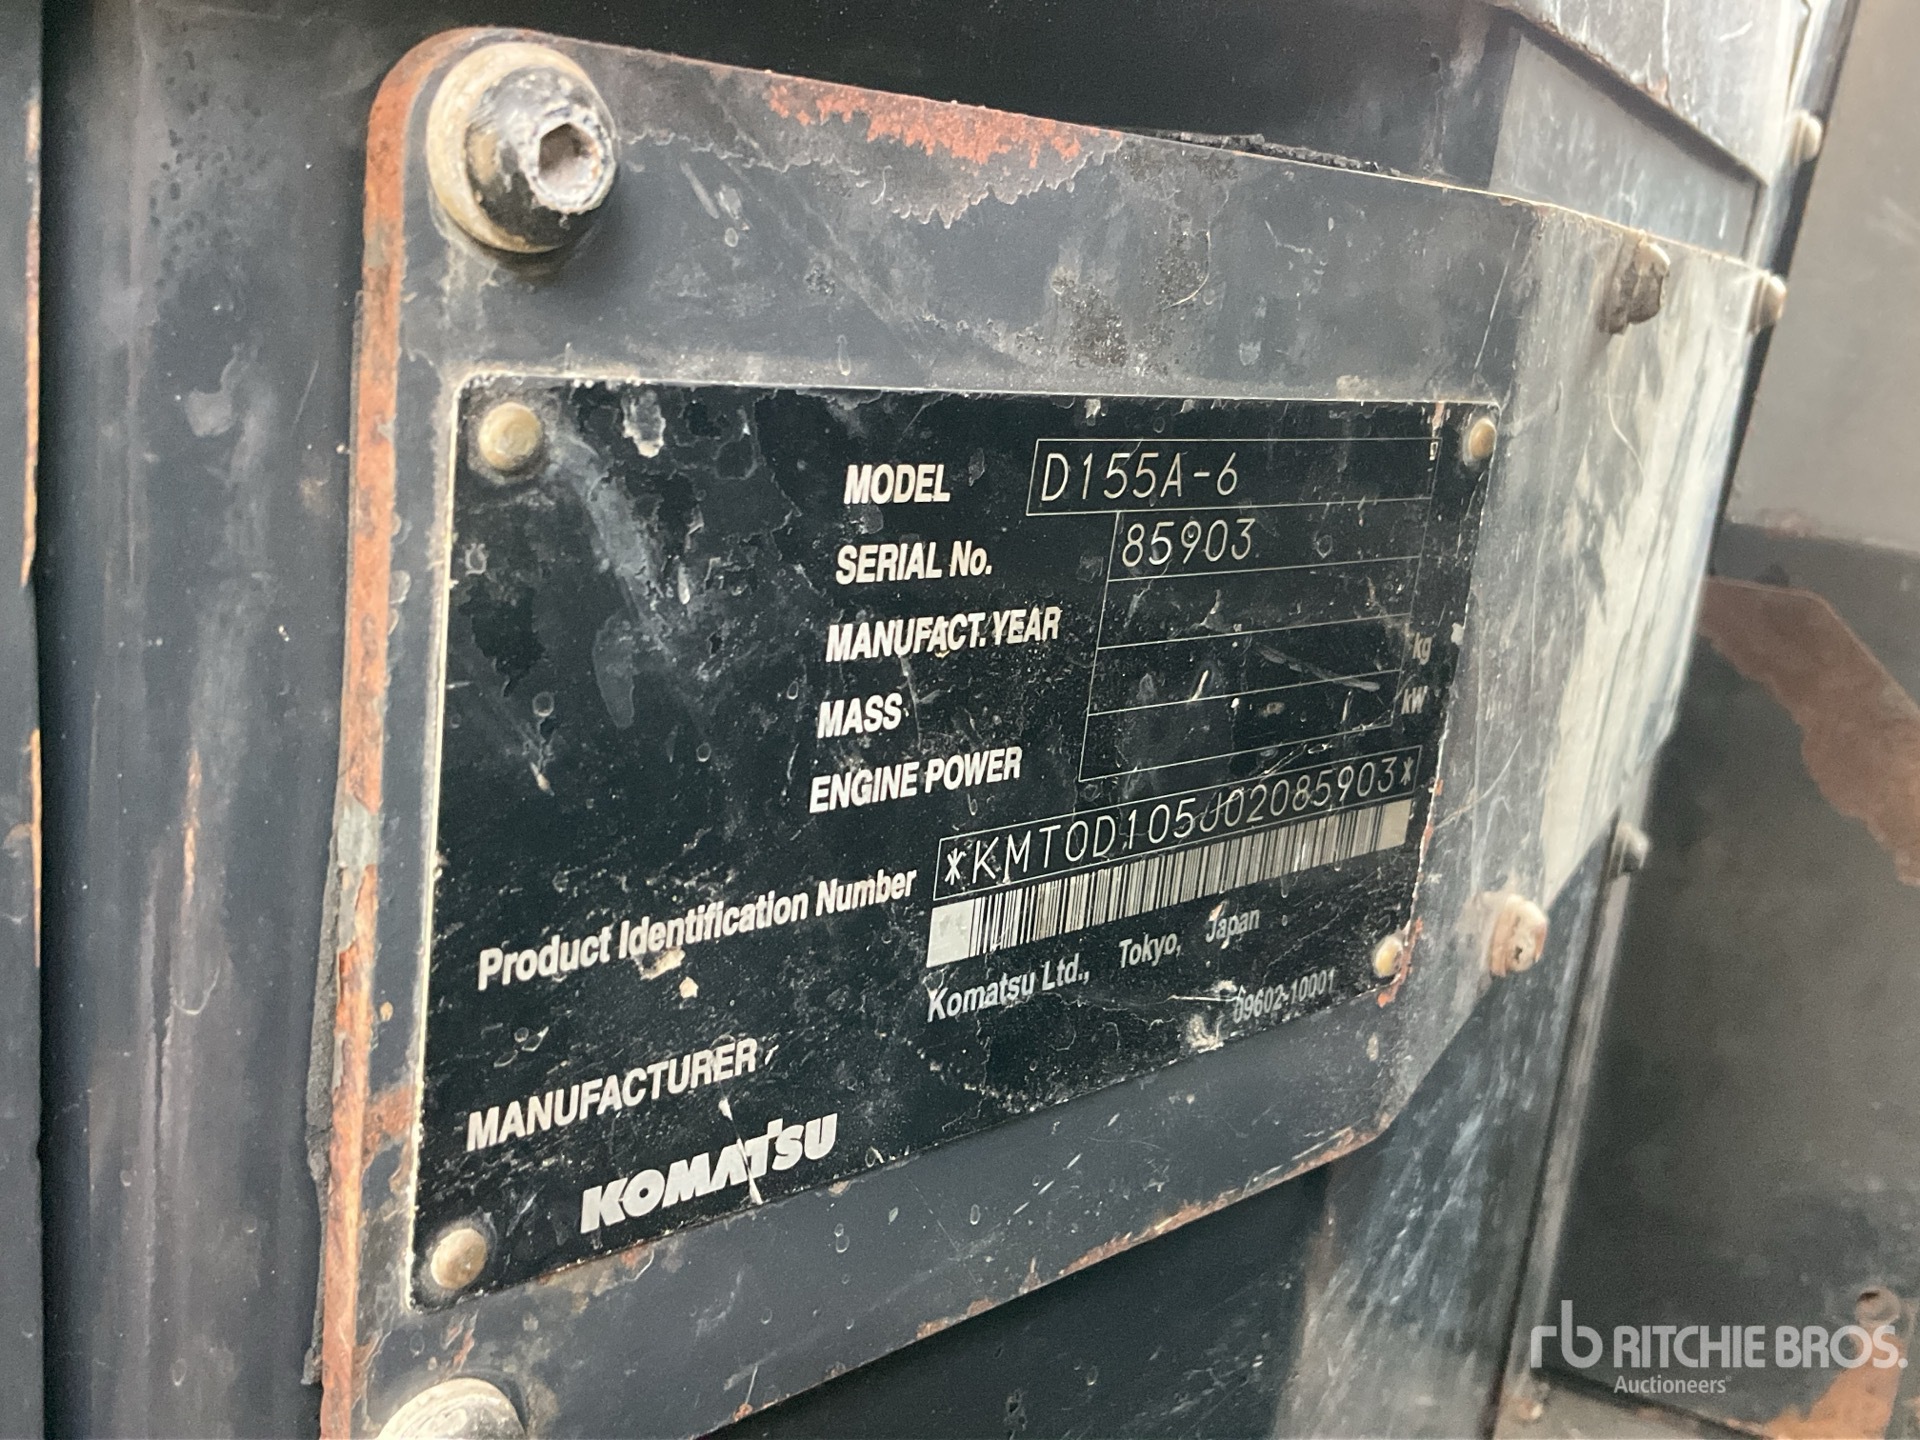 MODEL D155A-6
SERIAL No. 85903
MANUFACT. YEAR
MASS kg
ENGINE POWER kW
Product Identification Number *KMT0D105J02085903*
MANUFACTURER Komatsu Ltd., Tokyo, Japan
09602-10001
KOMATSU
rb RITCHIE BROS.
Auctioneers